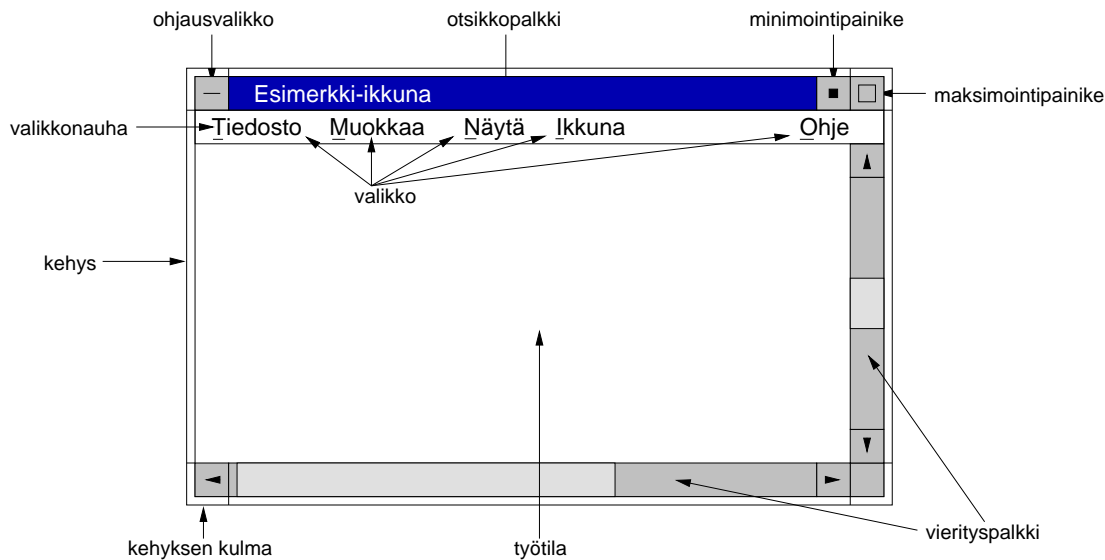 ohjausvalikko otsikkopalkki minimointipainike
Esimerkki-ikkuna
maksimointipainike
valikkonauha
Tiedosto Muokkaa Näytä Ikkuna Ohje
valikko
kehys
vierityspalkki
kehyksen kulma työtila